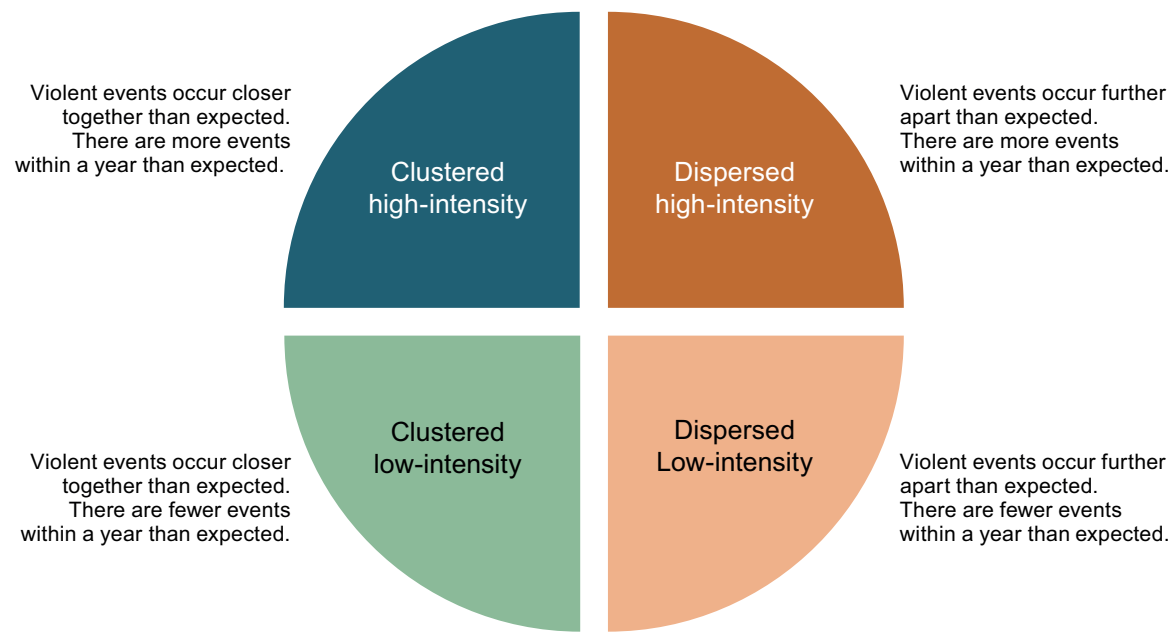 Violent events occur closer
together than expected.
There are more events
within a year than expected.
Clustered
high-intensity
Dispersed
high-intensity
Violent events occur further
apart than expected.
There are more events
within a year than expected.
Violent events occur closer
together than expected.
There are fewer events
within a year than expected.
Clustered
low-intensity
Dispersed
Low-intensity
Violent events occur further
apart than expected.
There are fewer events
within a year than expected.